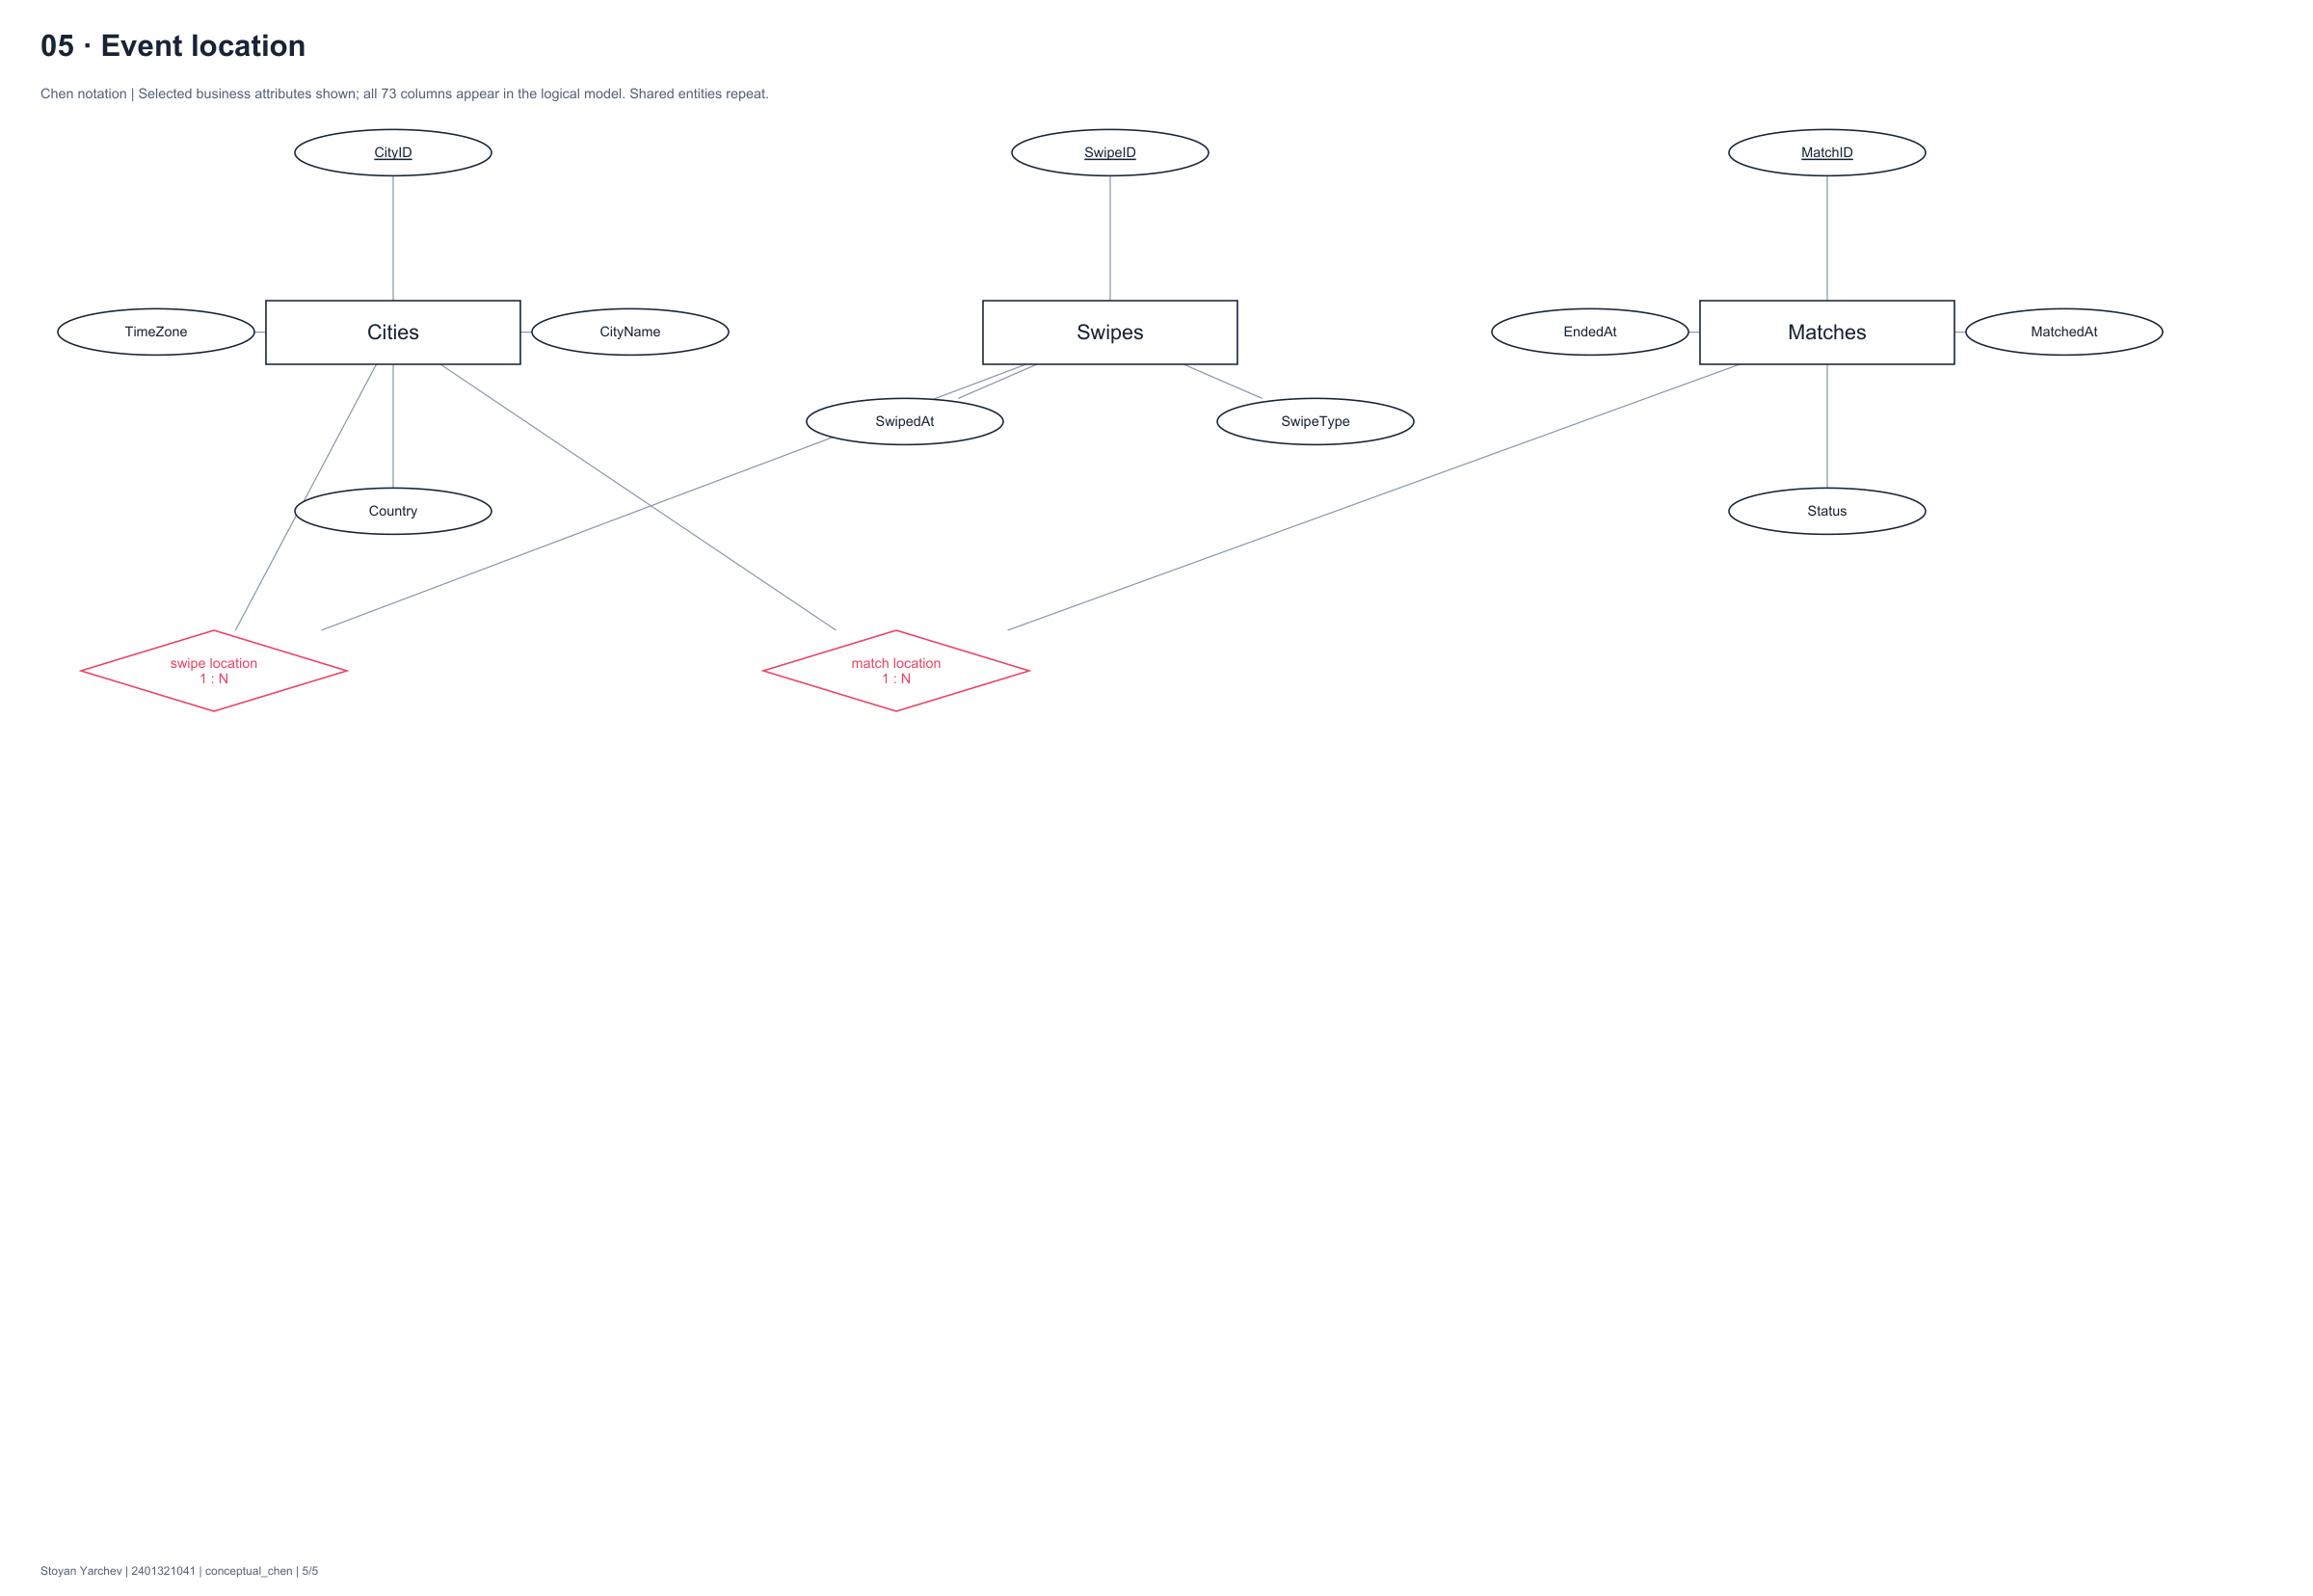 05 · Event location
Chen notation | Selected business attributes shown; all 73 columns appear in the logical model. Shared entities repeat.
CityID
SwipeID
MatchID
TimeZone
Cities
CityName
Swipes
EndedAt
Matches
MatchedAt
SwipedAt
SwipeType
Country
Status
swipe location
1 : N
match location
1 : N
Stoyan Yarchev | 2401321041 | conceptual_chen | 5/5